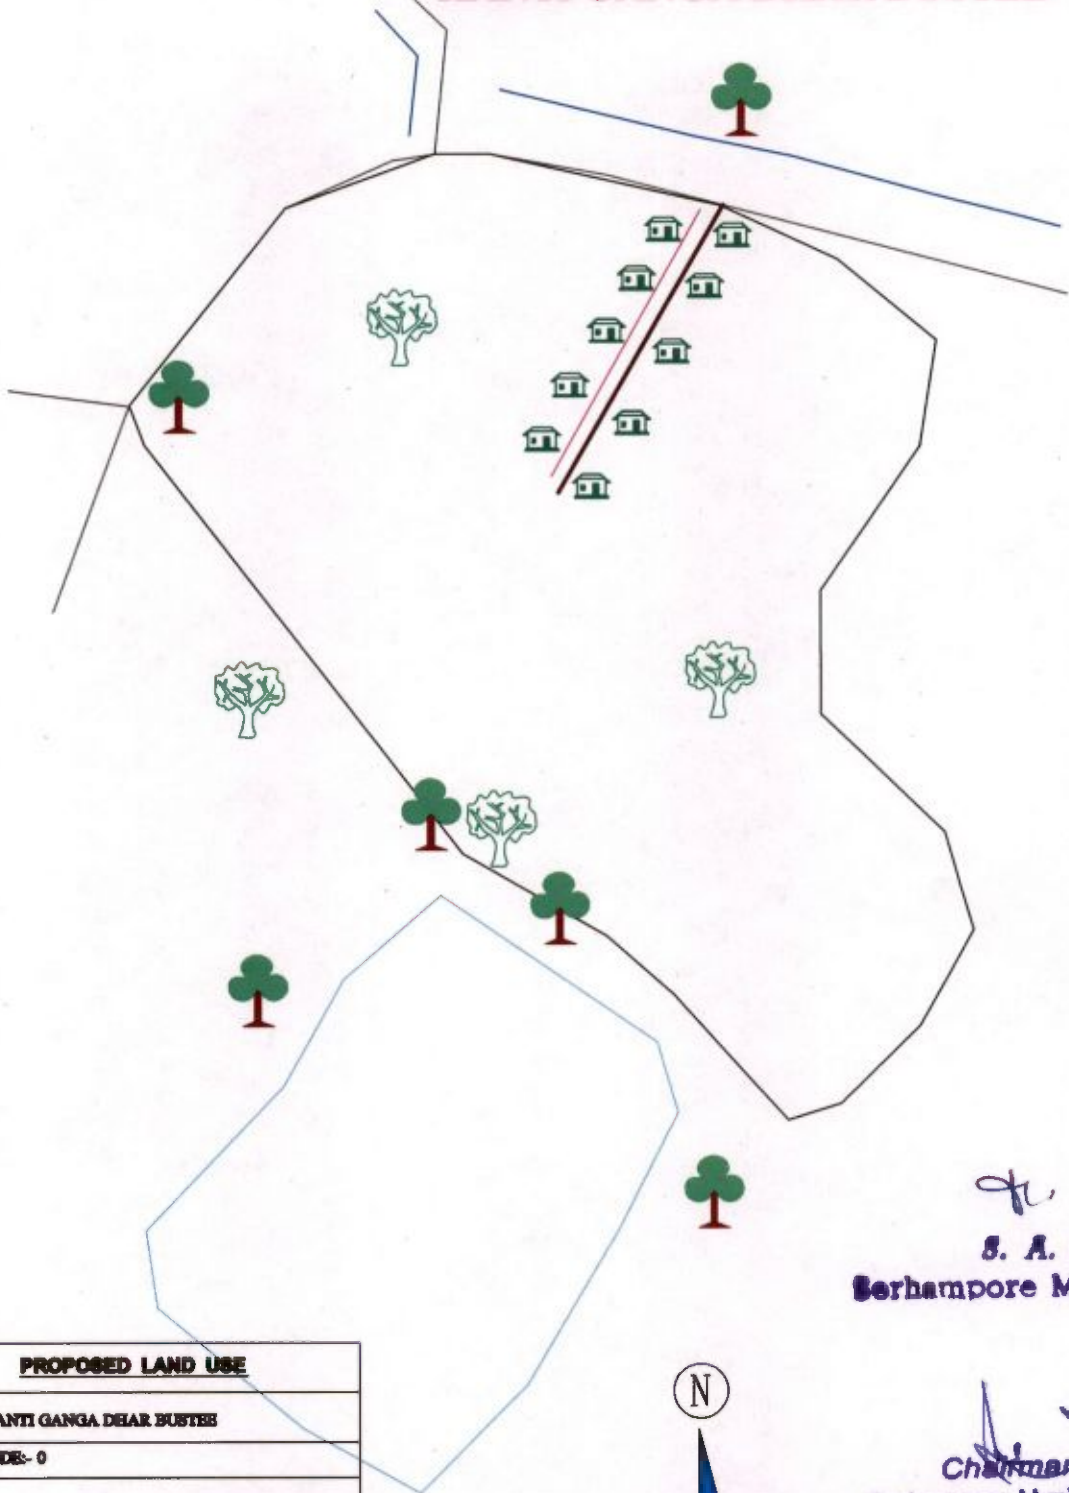 N
S. A.
Berhampore M
Chairman
PROPOSED LAND USE
ANTI GANGA DHAR BUSTEE
DE:- 0